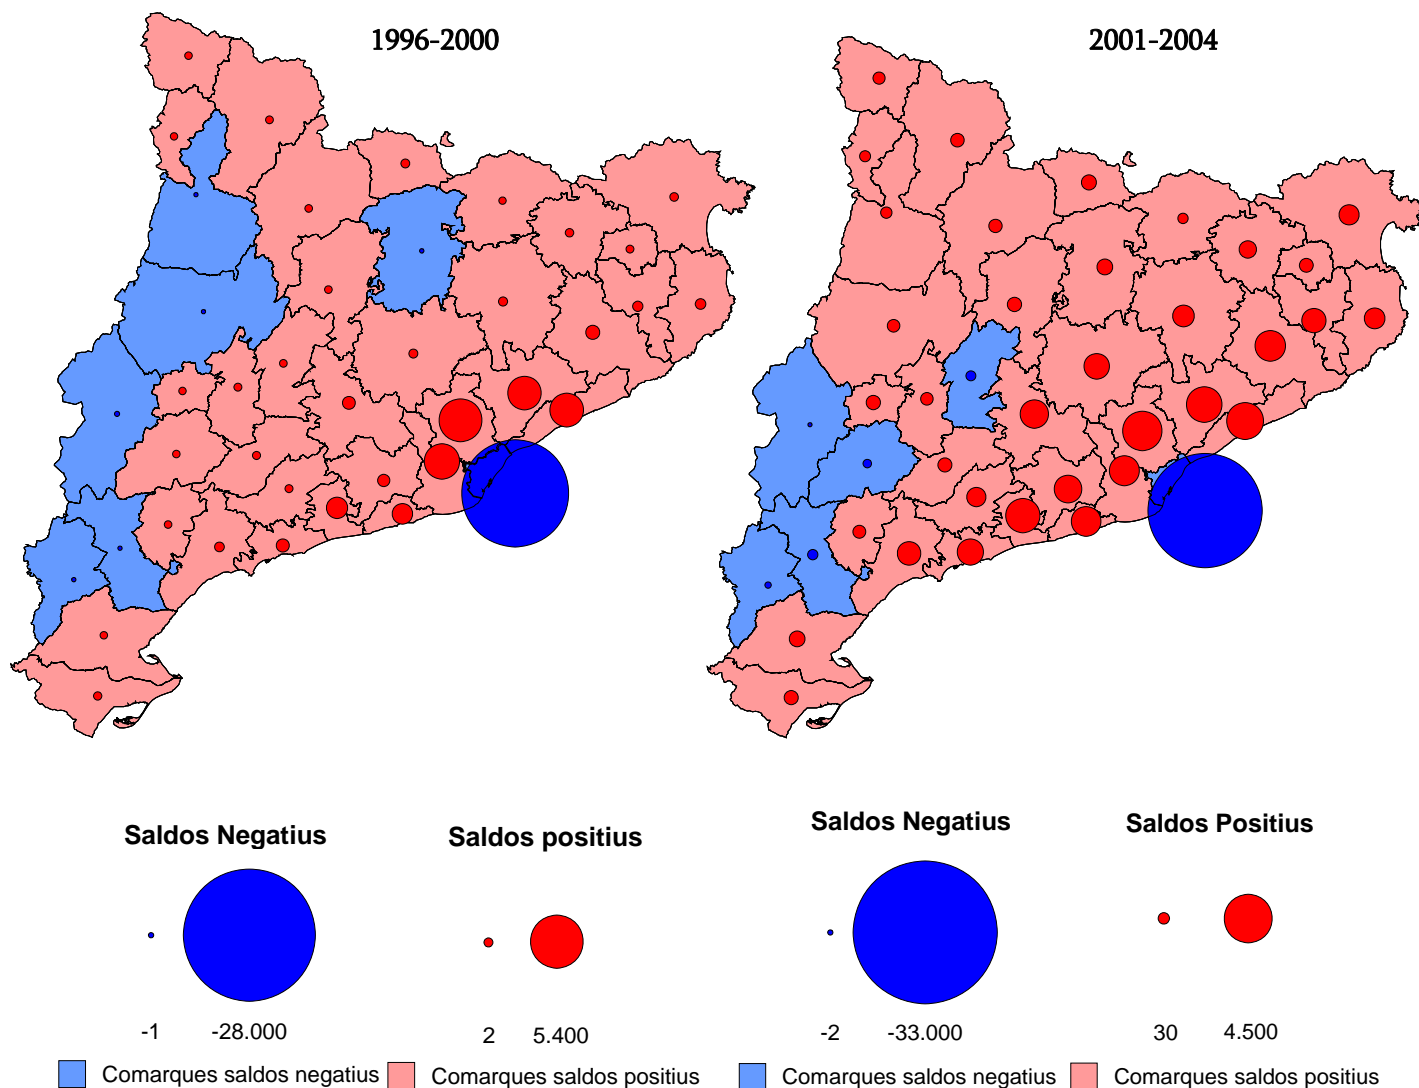 1996-2000
2001-2004
Saldos Negatius
Saldos positius
Saldos Negatius
Saldos Positius
-1
-28.000
2
5.400
-2
-33.000
30
4.500
Comarques saldos negatius
Comarques saldos positius
Comarques saldos negatius
Comarques saldos positius